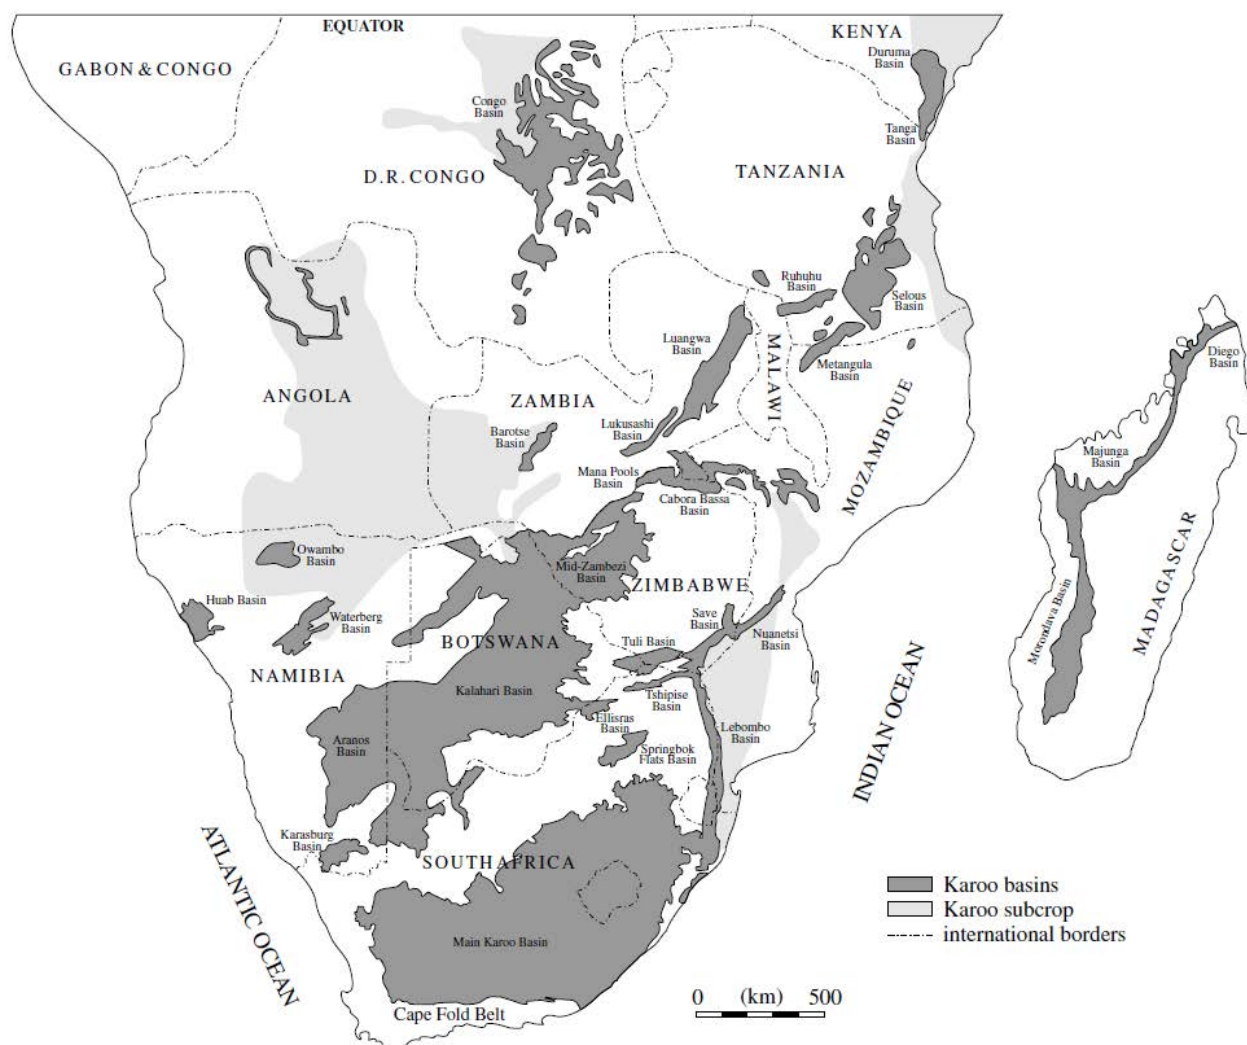 EQUATOR
KENYA
GABON & CONGO
Duruma
Basin
Congo
Basin
Tanga
Basin
D.R. CONGO
TANZANIA
Ruhuhu
Basin
Selous
Basin
Luangwa
Basin
MALAWI
Metangula
Basin
Diego
Basin
ANGOLA
ZAMBIA
MOZAMBIQUE
Barotse
Basin
Lukusashi
Basin
Majunga
Basin
Mana Pools
Basin
Cabora Bassa
Basin
Owambo
Basin
Mid-Zambezi
Basin
ZIMBABWE
MADAGASCAR
Huab Basin
Waterberg
Basin
Save
Basin
Morondava Basin
BOTSWANA
Tuli Basin
Nuanetsi
Basin
NAMIBIA
Kalahari Basin
Tshipise
Basin
INDIAN OCEAN
Ellisras
Basin
Aranos
Basin
Lebombo
Basin
Springbok
Flats Basin
Karasburg
Basin
ATLANTIC OCEAN
SOUTHAFRICA
Karoo basins
Karoo subcrop
international borders
Main Karoo Basin
0 (km) 500
Cape Fold Belt